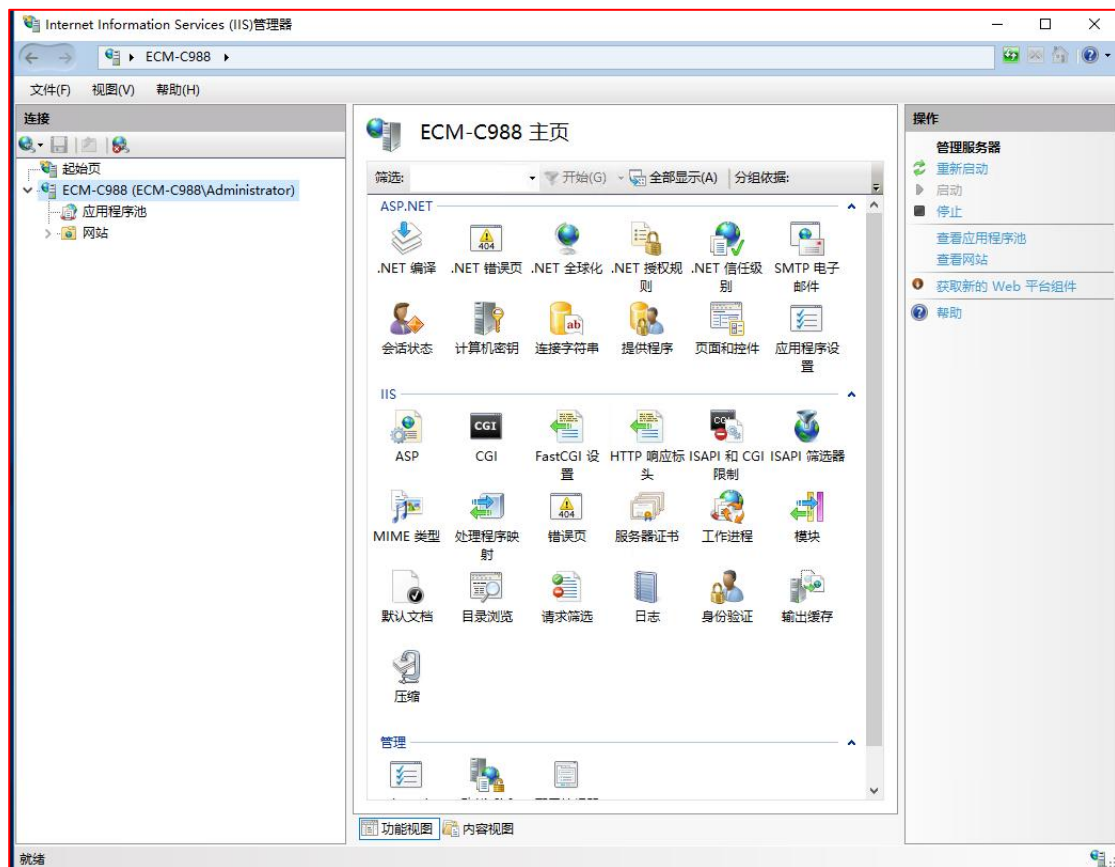 Internet Information Services (IIS)管理器
ECM-C988
文件(F) 视图(V) 帮助(H)
连接
起始页
ECM-C988 (ECM-C988\Administrator)
应用程序池
网站
ECM-C988 主页
筛选: 开始(G) 全部显示(A) 分组依据:
ASP.NET
.NET 编译 .NET 错误页 .NET 全球化 .NET 授权规 .NET 信任级 SMTP 电子
则 别 邮件
404
ab
会话状态 计算机密钥 连接字符串 提供程序 页面和控件 应用程序设
置
IIS
CGI
ASP CGI FastCGI 设 HTTP 响应标 ISAPI 和 CGI ISAPI 筛选器
置 头 限制
404
MIME 类型 处理程序映 错误页 服务器证书 工作进程 模块
射
默认文档 目录浏览 请求筛选 日志 身份验证 输出缓存
压缩
管理
功能视图 内容视图
操作
管理服务器
重新启动
启动
停止
查看应用程序池
查看网站
获取新的 Web 平台组件
帮助
就绪